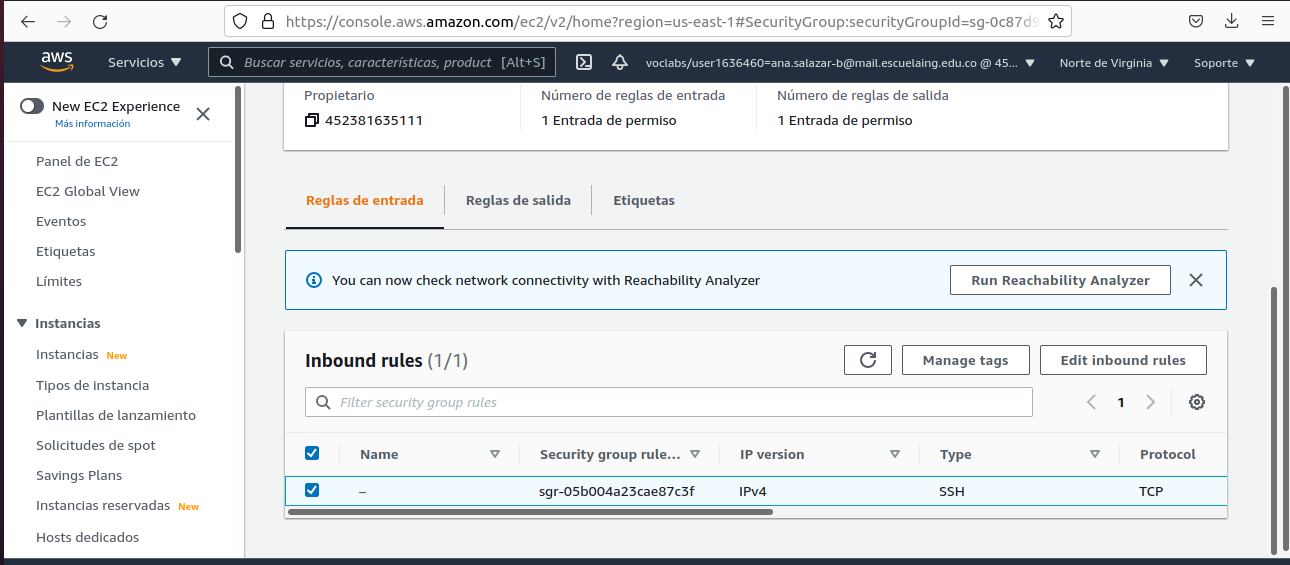 https://console.aws.amazon.com/ec2/v2/home?region=us-east-1#SecurityGroup:securityGroupId=sg-0c87d9
aws Servicios Buscar servicios, características, product [Alt+S] voclabs/user1636460=ana.salazar-b@mail.escuelaing.edu.co @ 45... Norte de Virginia Soporte
New EC2 Experience
Más información
Panel de EC2
EC2 Global View
Eventos
Etiquetas
Límites
Instancias
Instancias New
Tipos de instancia
Plantillas de lanzamiento
Solicitudes de spot
Savings Plans
Instancias reservadas New
Hosts dedicados
Propietario Número de reglas de entrada Número de reglas de salida
452381635111 1 Entrada de permiso 1 Entrada de permiso
Reglas de entrada Reglas de salida Etiquetas
You can now check network connectivity with Reachability Analyzer Run Reachability Analyzer
Inbound rules (1/1) Manage tags Edit inbound rules
Filter security group rules 1
Name Security group rule... IP version Type Protocol
– sgr-05b004a23cae87c3f IPv4 SSH TCP